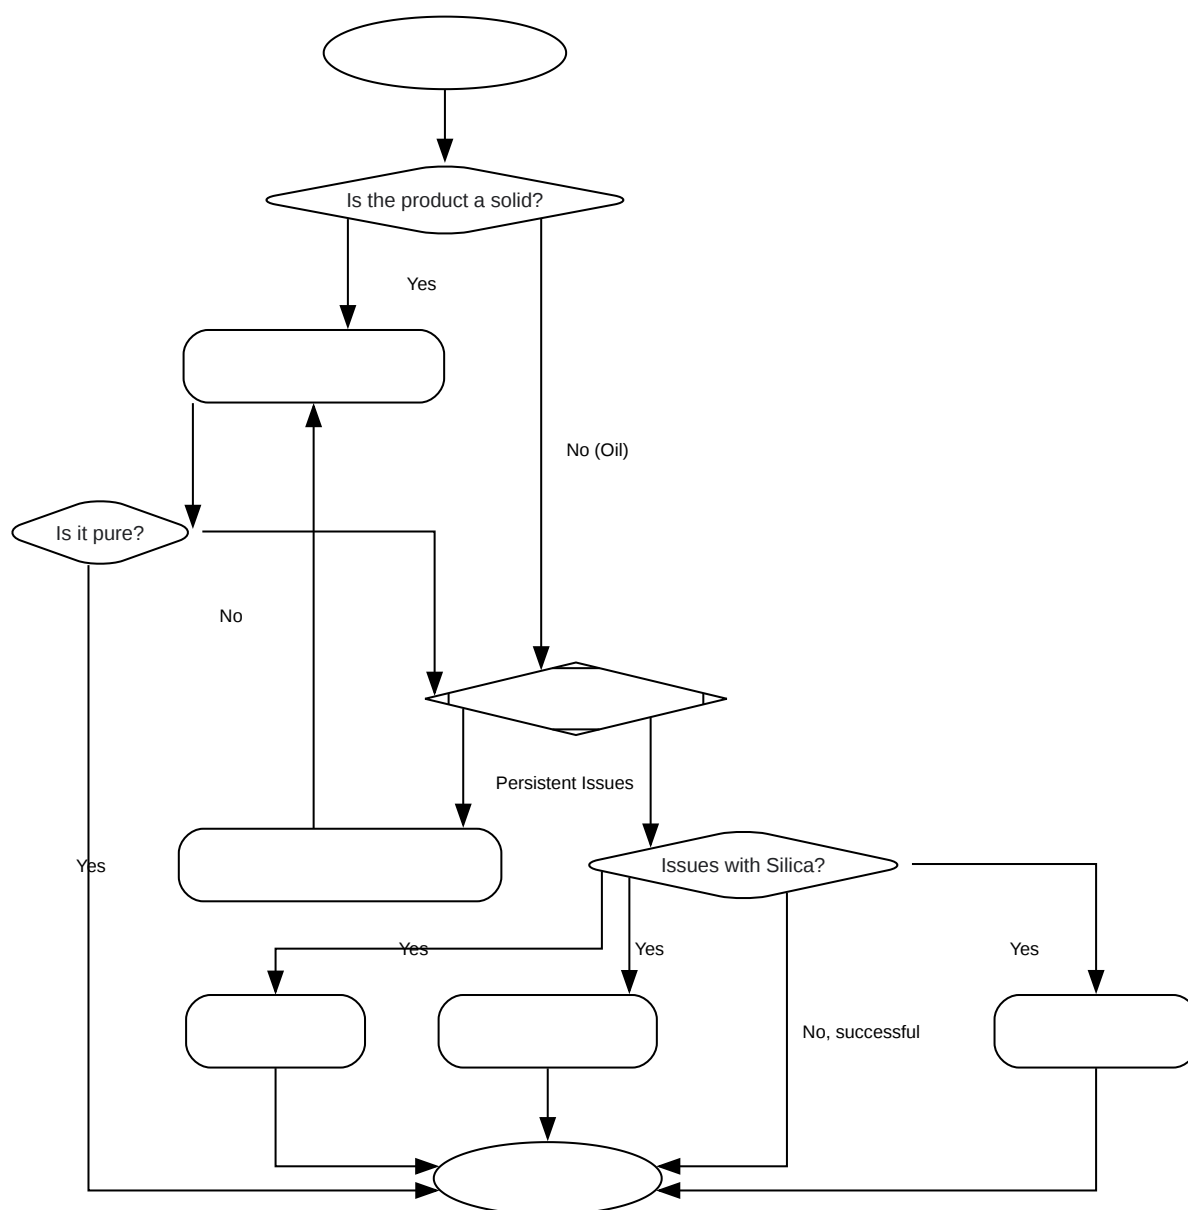 Is the product a solid?
Yes
No (Oil)
Is it pure?
No
Persistent Issues
Yes
Issues with Silica?
Yes
Yes
Yes
No, successful